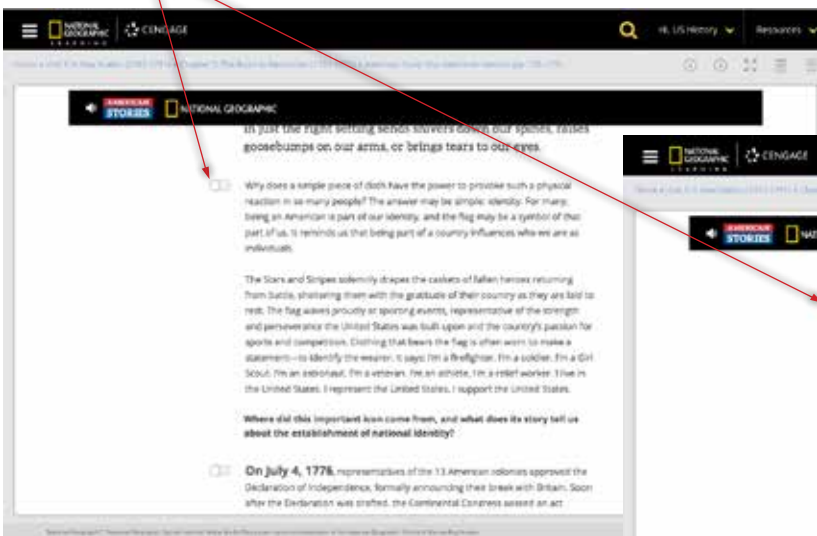 NATIONAL GEOGRAPHIC LEARNING
CENGAGE
Hi, US History
Resources
AMERICAN STORIES
NATIONAL GEOGRAPHIC
in just the right setting sends shivers down our spines, raises
goosebumps on our arms, or brings tears to our eyes.
Why does a simple piece of cloth have the power to provoke such a physical
reaction in so many people? The answer may be simple: identity. For many,
being an American is part of our identity, and the flag may be a symbol of that
part of us. It reminds us that being part of a country influences who we are as
individuals.
The Stars and Stripes solemnly drapes the caskets of fallen heroes returning
from battle, sheltering them with the gratitude of their country as they are laid to
rest. The flag waves proudly at sporting events, representative of the strength
and perseverance the United States was built upon and the country's passion for
sports and competition. Clothing that bears the flag is often worn to make a
statement—to identify the wearer. It says: I'm a firefighter. I'm a soldier. I'm a Girl
Scout. I'm an astronaut. I'm a veteran. I'm an athlete. I'm a relief worker. I live in
the United States. I represent the United States. I support the United States.
Where did this important icon come from, and what does its story tell us
about the establishment of national identity?
On July 4, 1776, representatives of the 13 American colonies approved the
Declaration of Independence, formally announcing their break with Britain. Soon
after the Declaration was drafted, the Continental Congress passed an act
NATIONAL GEOGRAPHIC LEARNING
CENGAGE
AMERICAN STORIES
NAT